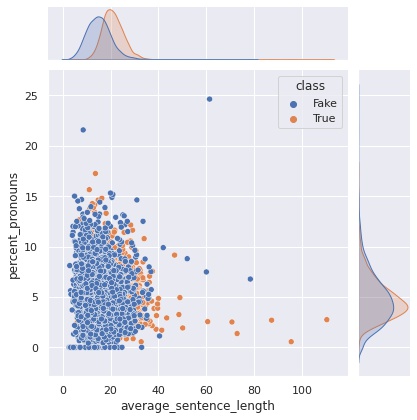 class
Fake
True
25
20
15
10
5
0
percent_pronouns
0 20 40 60 80 100
average_sentence_length